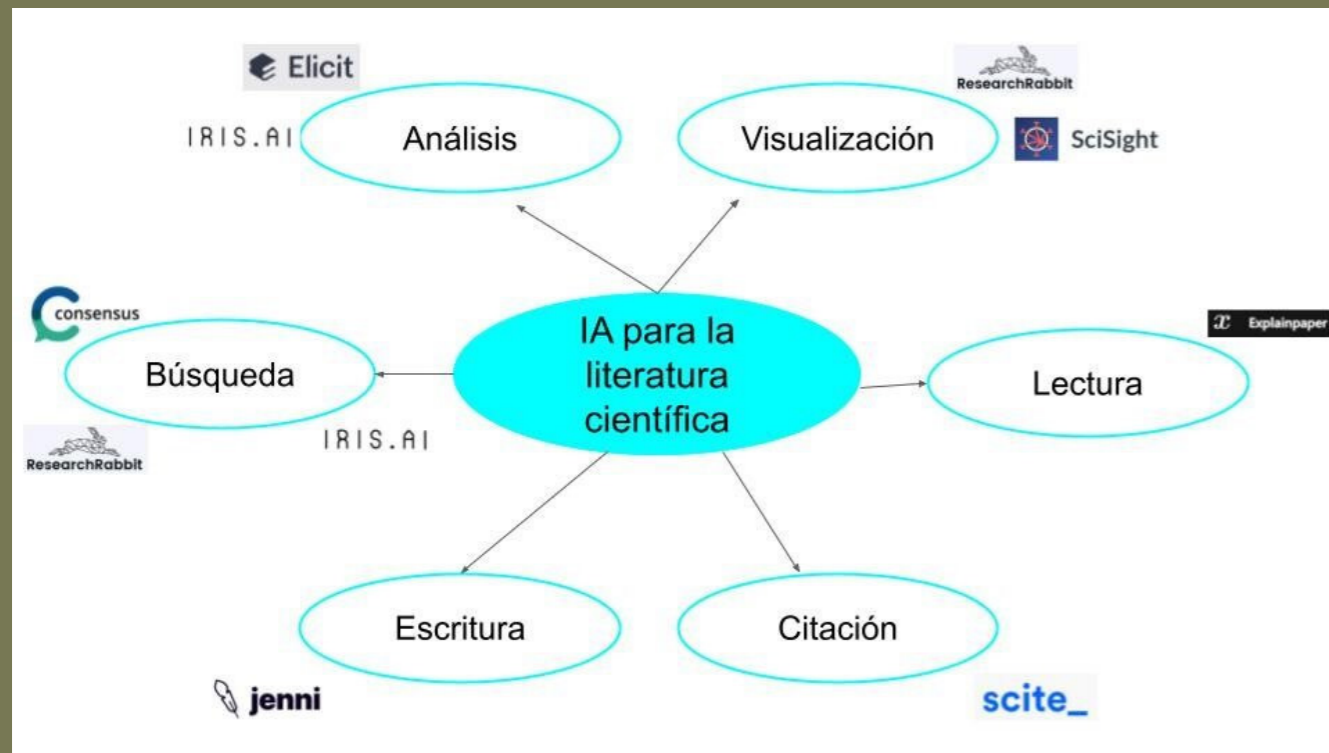 Elicit
IRIS.AI
Análisis
Visualización
ResearchRabbit
SciSight
consensus
Búsqueda
ResearchRabbit
IRIS.AI
IA para la
literatura
científica
Explainpaper
Lectura
Escritura
jenni
Citación
scite_